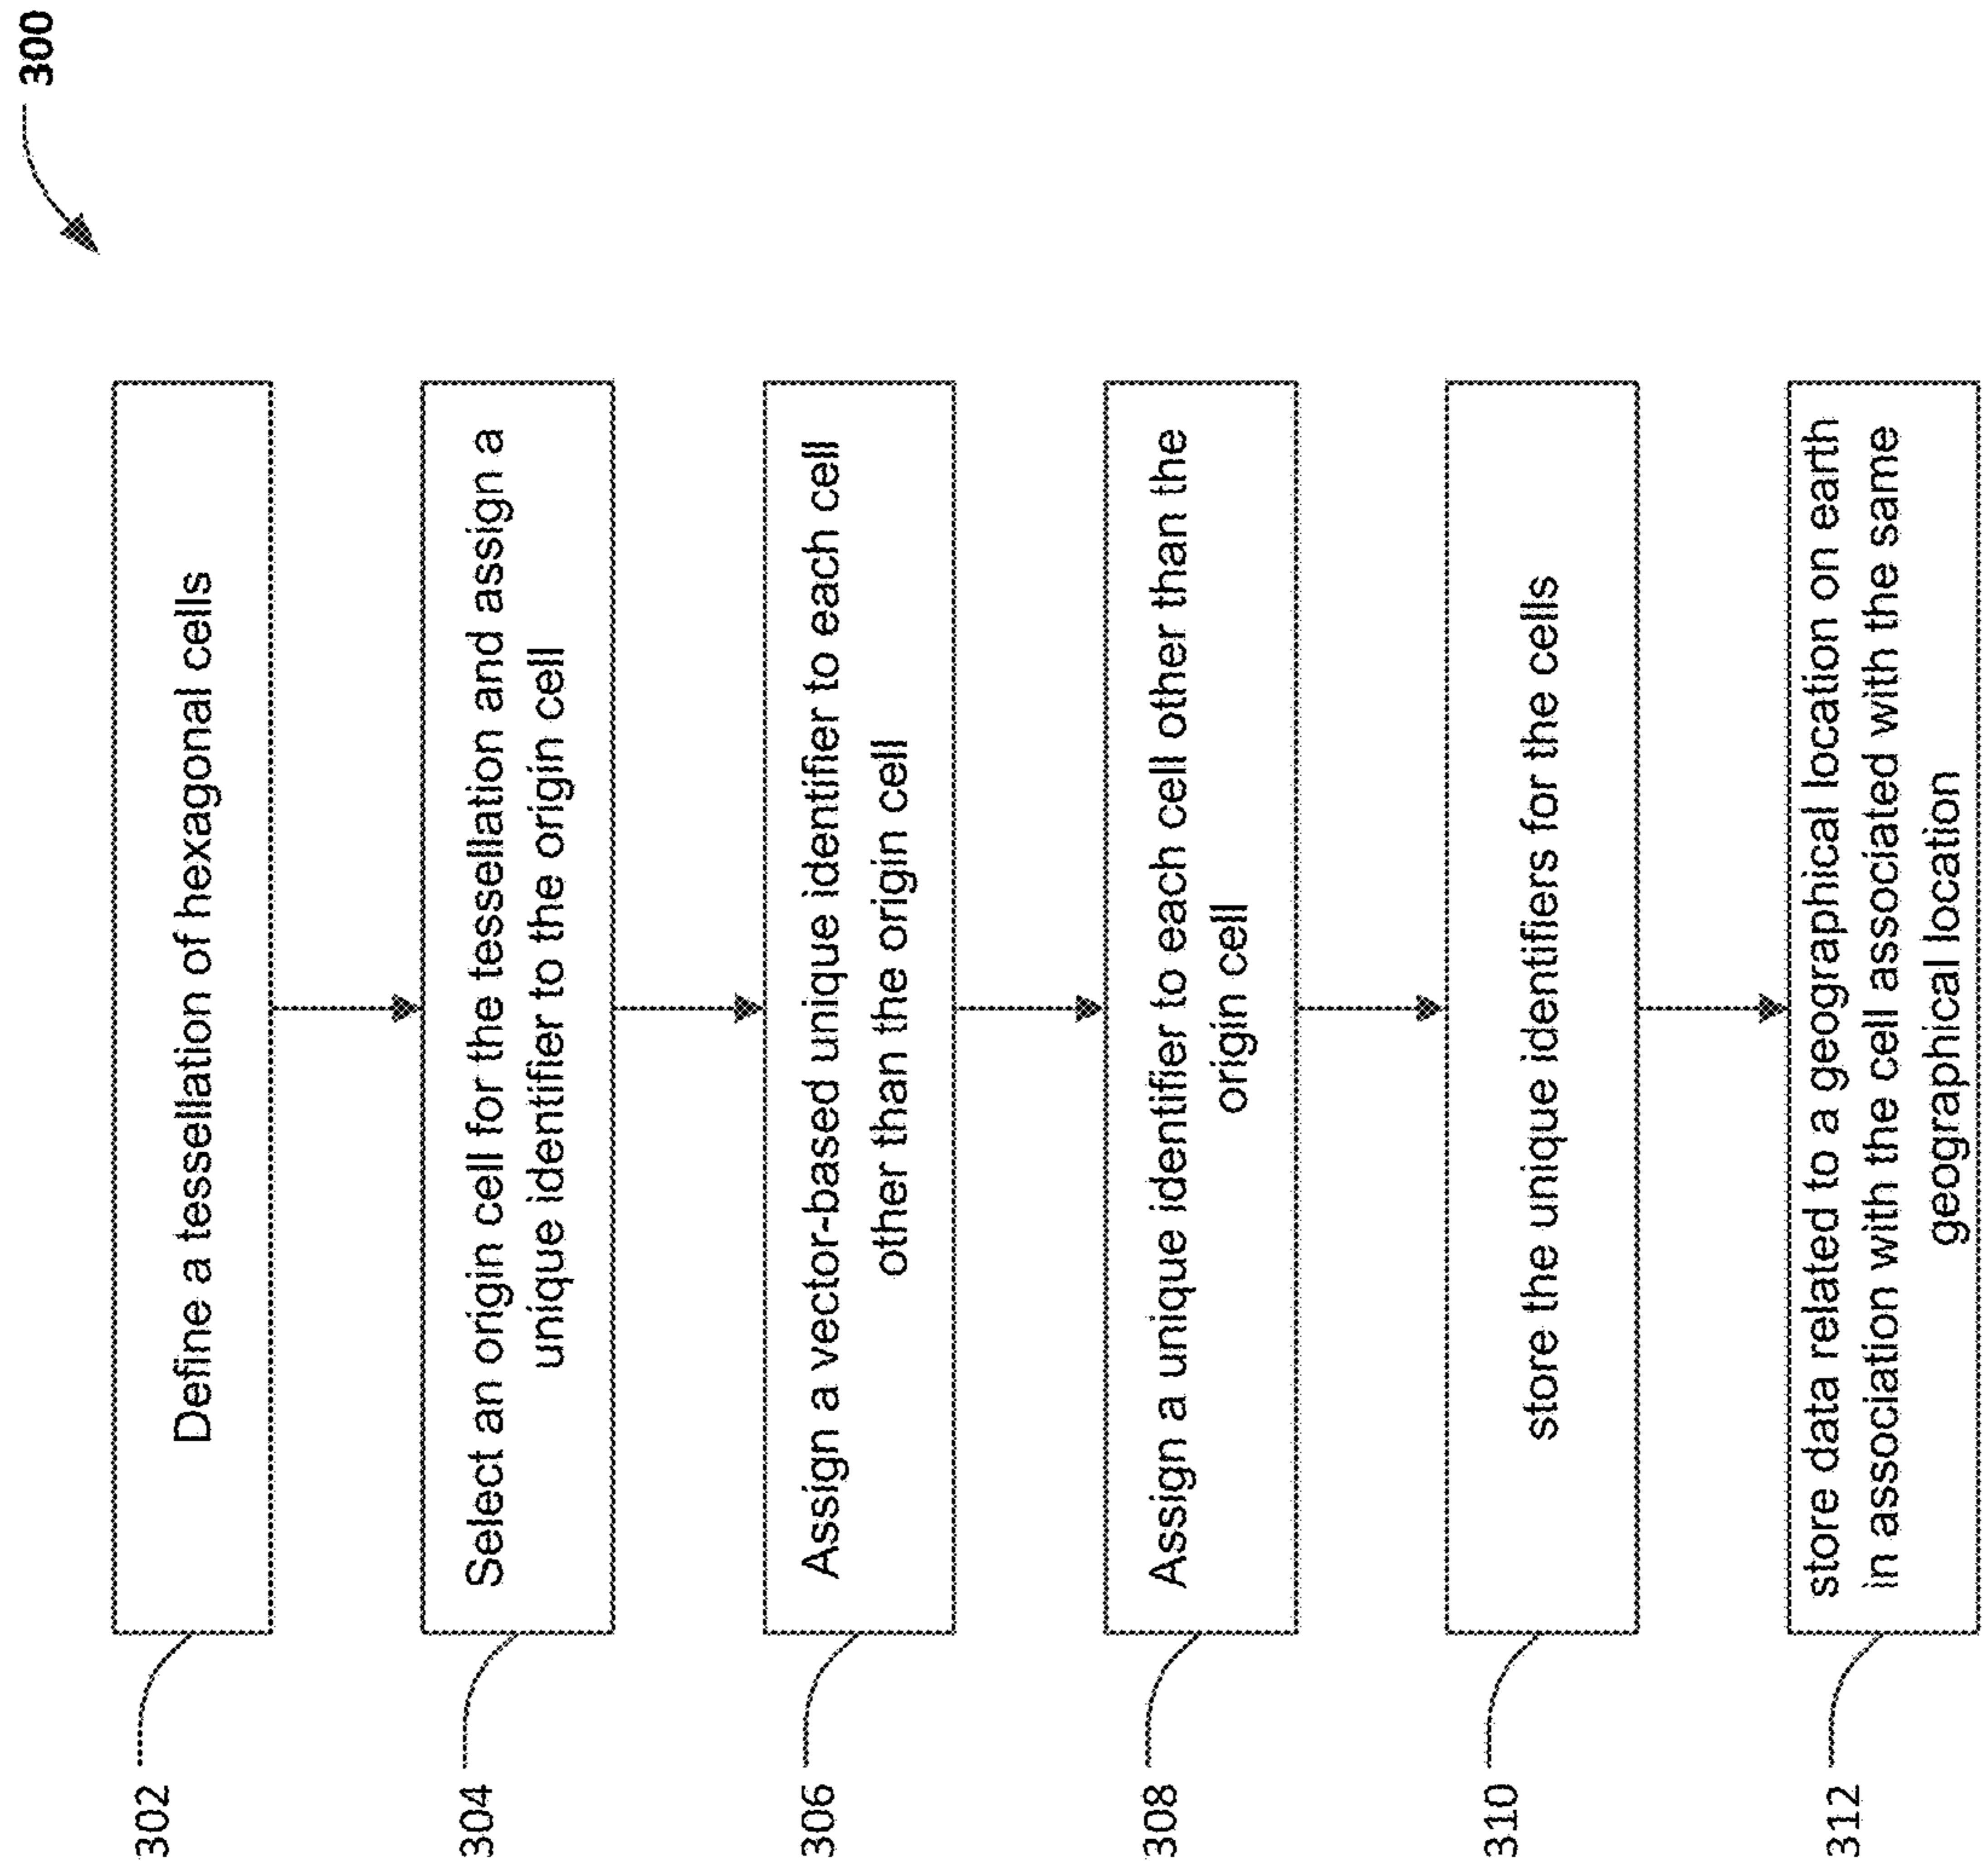 300
302
Define a tessellation of hexagonal cells
304
Select an origin cell for the tessellation and assign a
unique identifier to the origin cell
306
Assign a vector-based unique identifier to each cell
other than the origin cell
308
Assign a unique identifier to each cell other than the
origin cell
310
store the unique identifiers for the cells
312
store data related to a geographical location on earth
in association with the cell associated with the same
geographical location